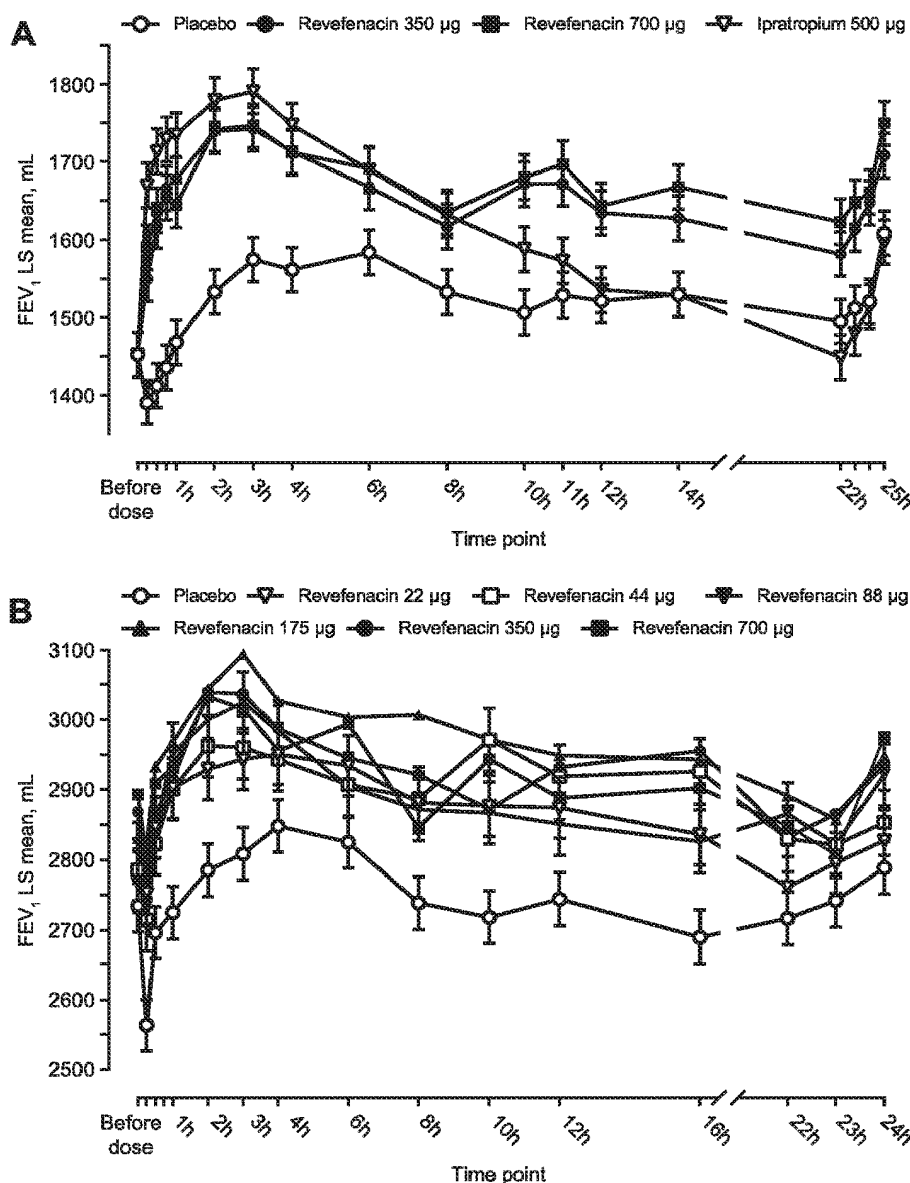 A
Placebo Revefenacin 350 µg Revefenacin 700 µg Ipratropium 500 µg
FEV1 LS mean, mL
1800
1700
1600
1500
1400
Before dose 1h 2h 3h 4h 6h 8h 10h 11h 12h 14h 22h 25h
Time point
B
Placebo Revefenacin 22 µg Revefenacin 44 µg Revefenacin 88 µg
Revefenacin 175 µg Revefenacin 350 µg Revefenacin 700 µg
FEV1 LS mean, mL
3100
3000
2900
2800
2700
2600
2500
Before dose 1h 2h 3h 4h 6h 8h 10h 12h 16h 22h 23h 24h
Time point